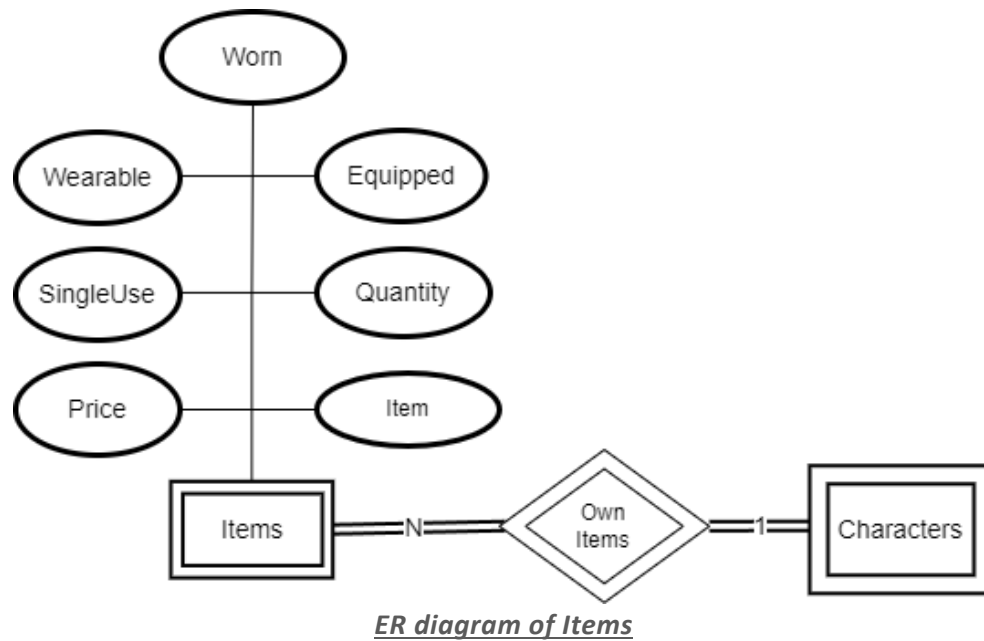 Worn
Wearable
Equipped
SingleUse
Quantity
Price
Item
Items
N
Own
Items
1
Characters
ER diagram of Items